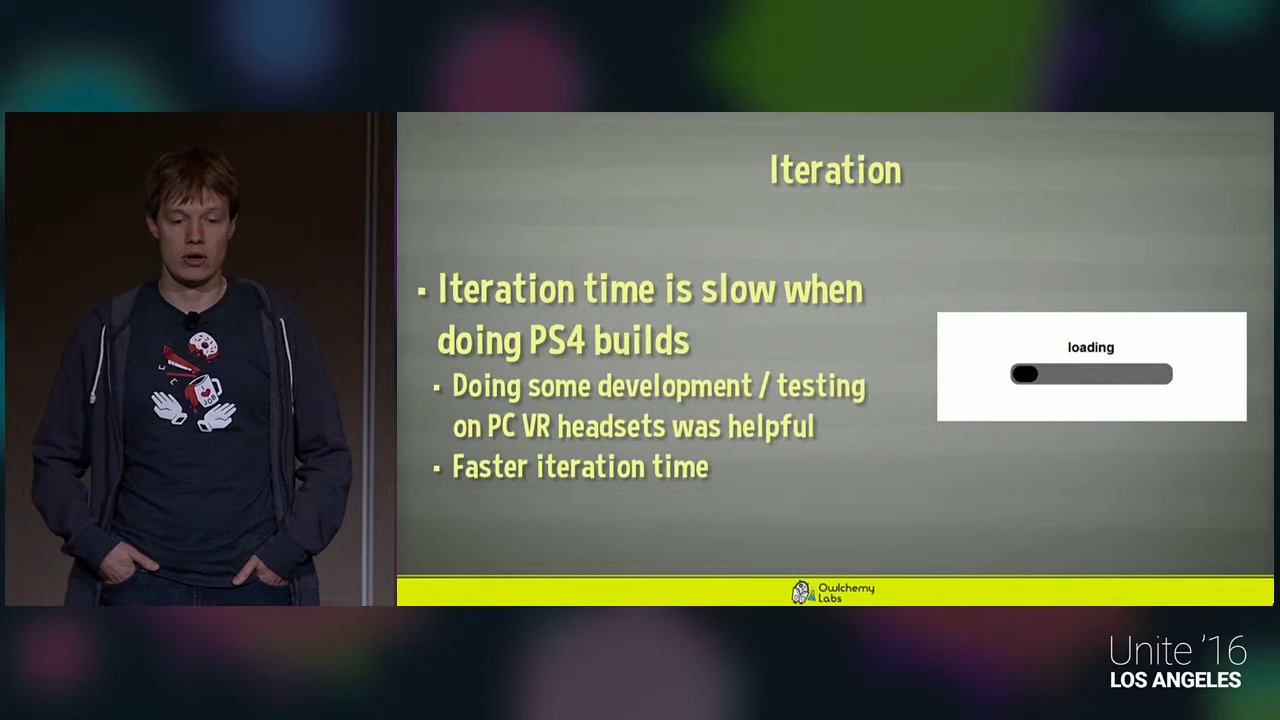 Iteration
▪ Iteration time is slow when
doing PS4 builds
▪ Doing some development / testing
on PC VR headsets was helpful
▪ Faster iteration time
loading
JOB
Owlchemy
Labs
Unite '16
LOS ANGELES